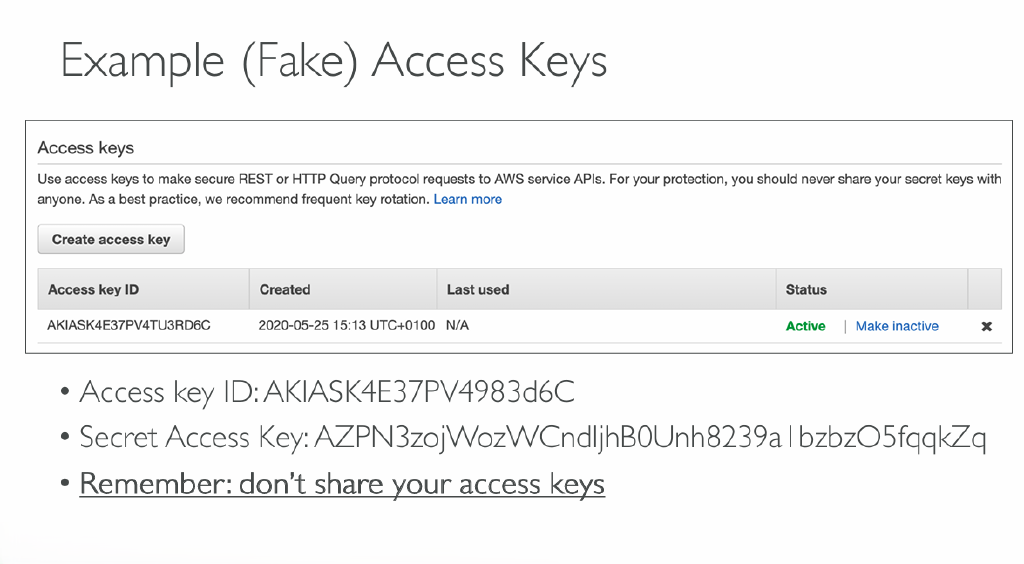 Example (Fake) Access Keys
Access keys
Use access keys to make secure REST or HTTP Query protocol requests to AWS service APIs. For your protection, you should never share your secret keys with
anyone. As a best practice, we recommend frequent key rotation. Learn more
Create access key
Access key ID Created Last used Status
AKIASK4E37PV4TU3RD6C 2020-05-25 15:13 UTC+0100 N/A Active | Make inactive ✖
• Access key ID: AKIASK4E37PV4983d6C
• Secret Access Key: AZPN3zojWozWCndIjhB0Unh8239a1bzbzO5fqqkZq
• Remember: don't share your access keys